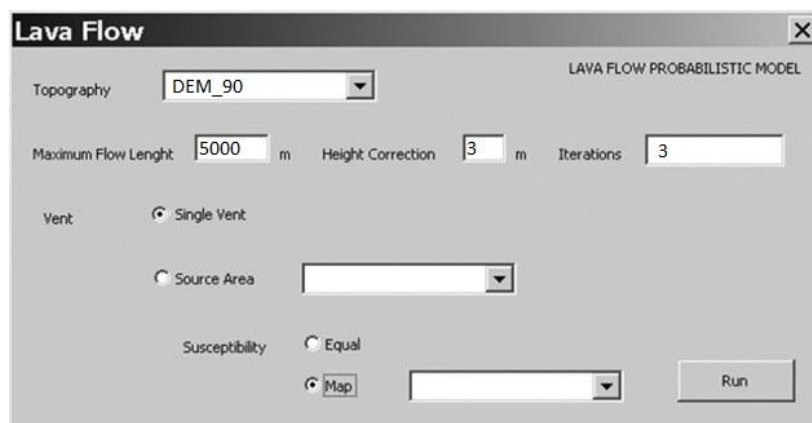 Lava Flow
LAVA FLOW PROBABILISTIC MODEL
Topography DEM_90
Maximum Flow Lenght 5000 m Height Correction 3 m Iterations 3
Vent Single Vent
Source Area
Susceptibility Equal
Map
Run